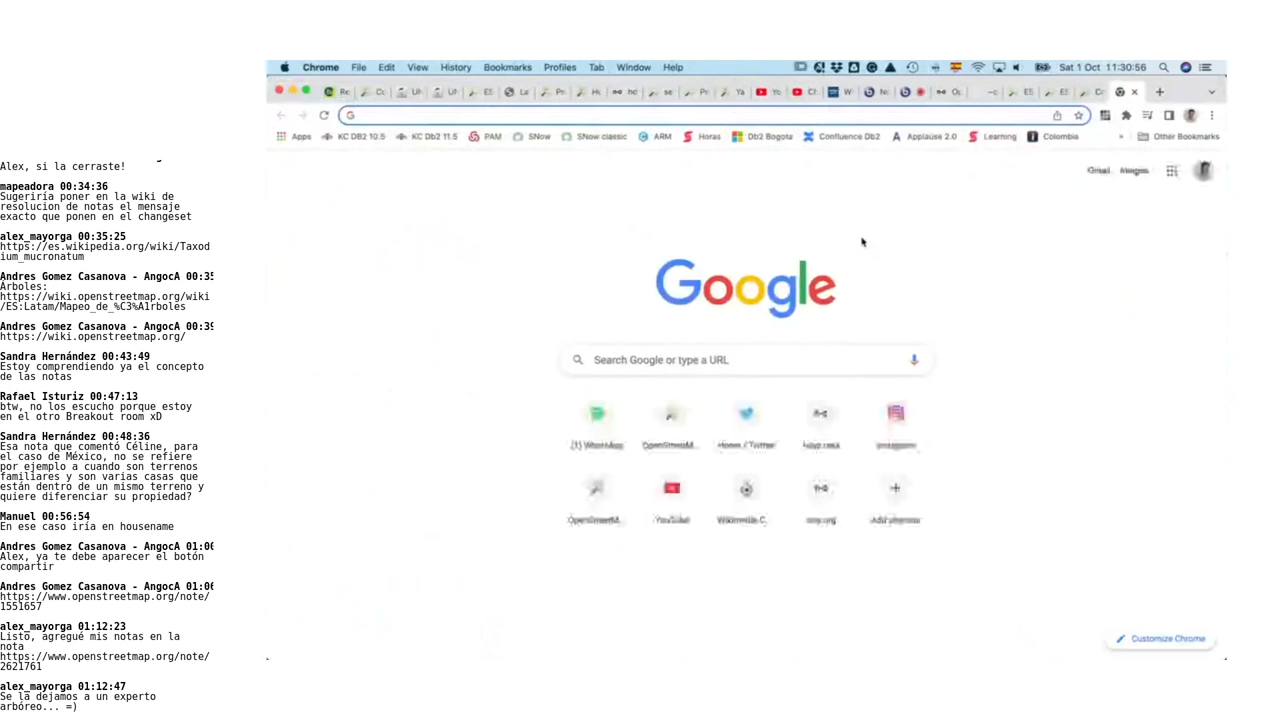 Alex, si la cerraste!
mapeadora 00:34:36
Sugeriría poner en la wiki de
resolucion de notas el mensaje
exacto que ponen en el changeset
alex_mayorga 00:35:25
https://es.wikipedia.org/wiki/Taxod
ium_mucronatum
Andres Gomez Casanova - AngocA 00:35
Árboles:
https://wiki.openstreetmap.org/wiki
/ES:Latam/Mapeo_de_%C3%A1rboles
Andres Gomez Casanova - AngocA 00:39
https://wiki.openstreetmap.org/
Sandra Hernández 00:43:49
Estoy comprendiendo ya el concepto
de las notas
Rafael Isturiz 00:47:13
btw, no los escucho porque estoy
en el otro Breakout room xD
Sandra Hernández 00:48:36
Esa nota que comentó Céline, para
el caso de México, no se refiere
por ejemplo a cuando son terrenos
familiares y son varias casas que
están dentro de un mismo terreno y
quiere diferenciar su propiedad?
Manuel 00:56:54
En ese caso iría en housename
Andres Gomez Casanova - AngocA 01:06
Alex, ya te debe aparecer el botón
compartir
Andres Gomez Casanova - AngocA 01:06
https://www.openstreetmap.org/note/
1551657
alex_mayorga 01:12:23
Listo, agregué mis notas en la
nota
https://www.openstreetmap.org/note/
2621761
alex_mayorga 01:12:47
Se la dejamos a un experto
arbóreo... =)
Chrome File Edit View History Bookmarks Profiles Tab Window Help Sat 1 Oct 11:30:56
Apps KC DB2 10.5 KC Db2 11.5 PAM SNow SNow classic ARM Horas Db2 Bogota Confluence Db2 Applause 2.0 Learning Colombia » Other Bookmarks
Gmail Images
Google
Search Google or type a URL
(1) WhatsApp OpenStreetM... Home / Twitter Instagram
OpenStreetM... YouTube Wikimedia C... Add shortcut
Customize Chrome